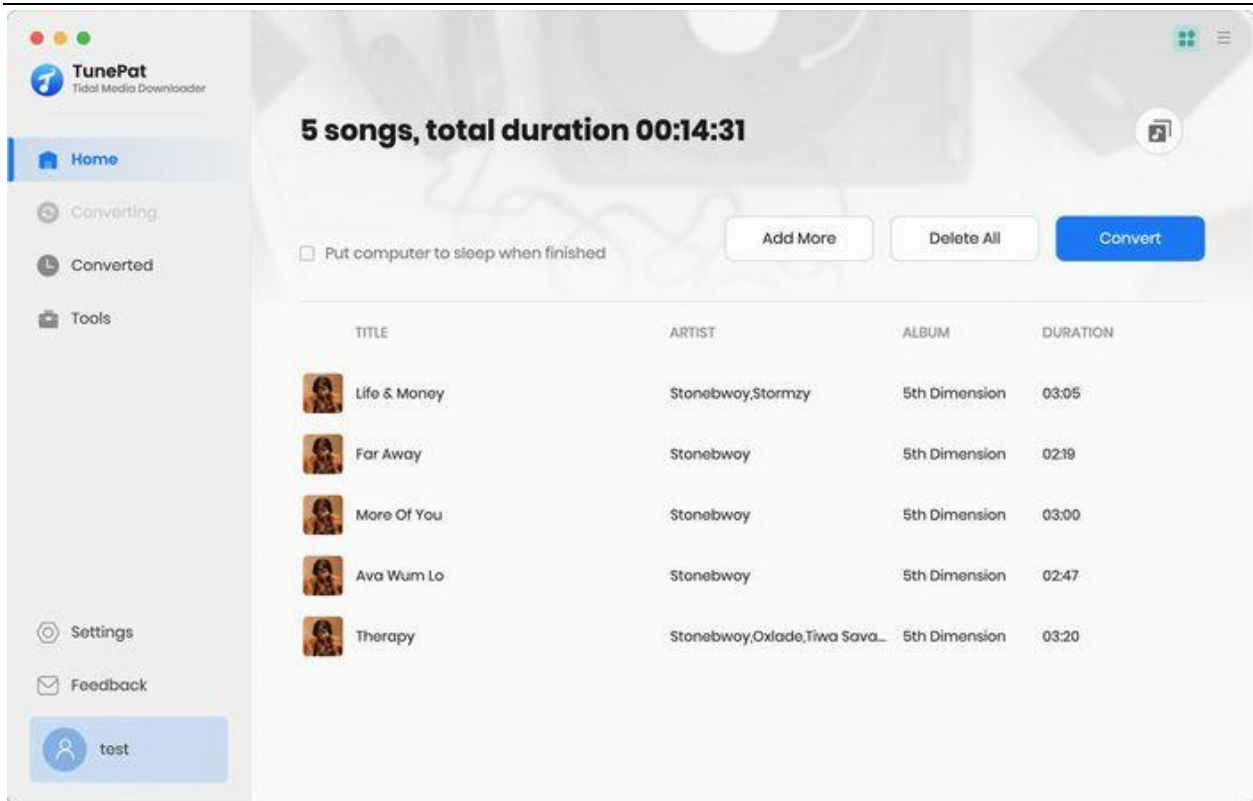 TunePat
Tidal Media Downloader
Home
Converting
Converted
Tools
Settings
Feedback
test
5 songs, total duration 00:14:31
Put computer to sleep when finished
Add More
Delete All
Convert
TITLE ARTIST ALBUM DURATION
Life & Money Stonebwoy,Stormzy 5th Dimension 03:05
Far Away Stonebwoy 5th Dimension 02:19
More Of You Stonebwoy 5th Dimension 03:00
Ava Wum Lo Stonebwoy 5th Dimension 02:47
Therapy Stonebwoy,Oxlade,Tiwa Sava... 5th Dimension 03:20